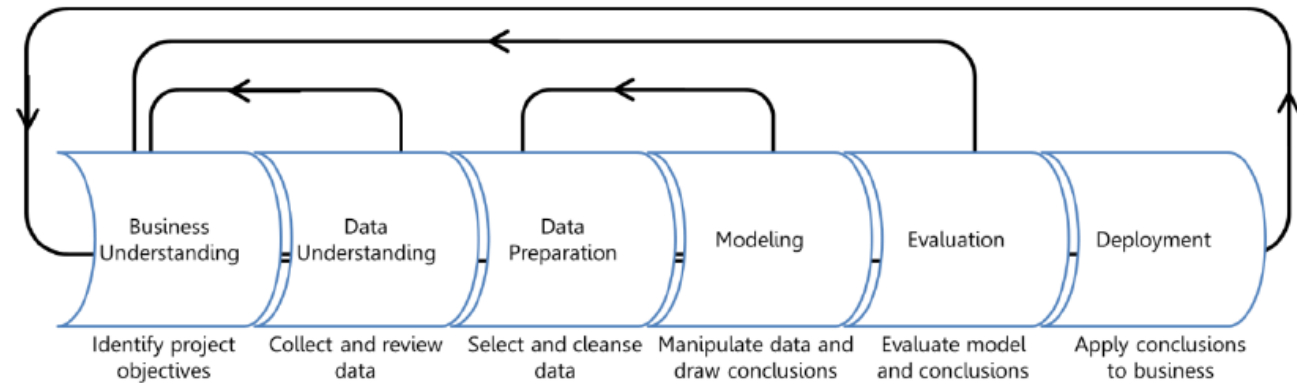 Business
Understanding
Data
Understanding
Data
Preparation
Modeling
Evaluation
Deployment
Identify project
objectives
Collect and review
data
Select and cleanse
data
Manipulate data and
draw conclusions
Evaluate model
and conclusions
Apply conclusions
to business